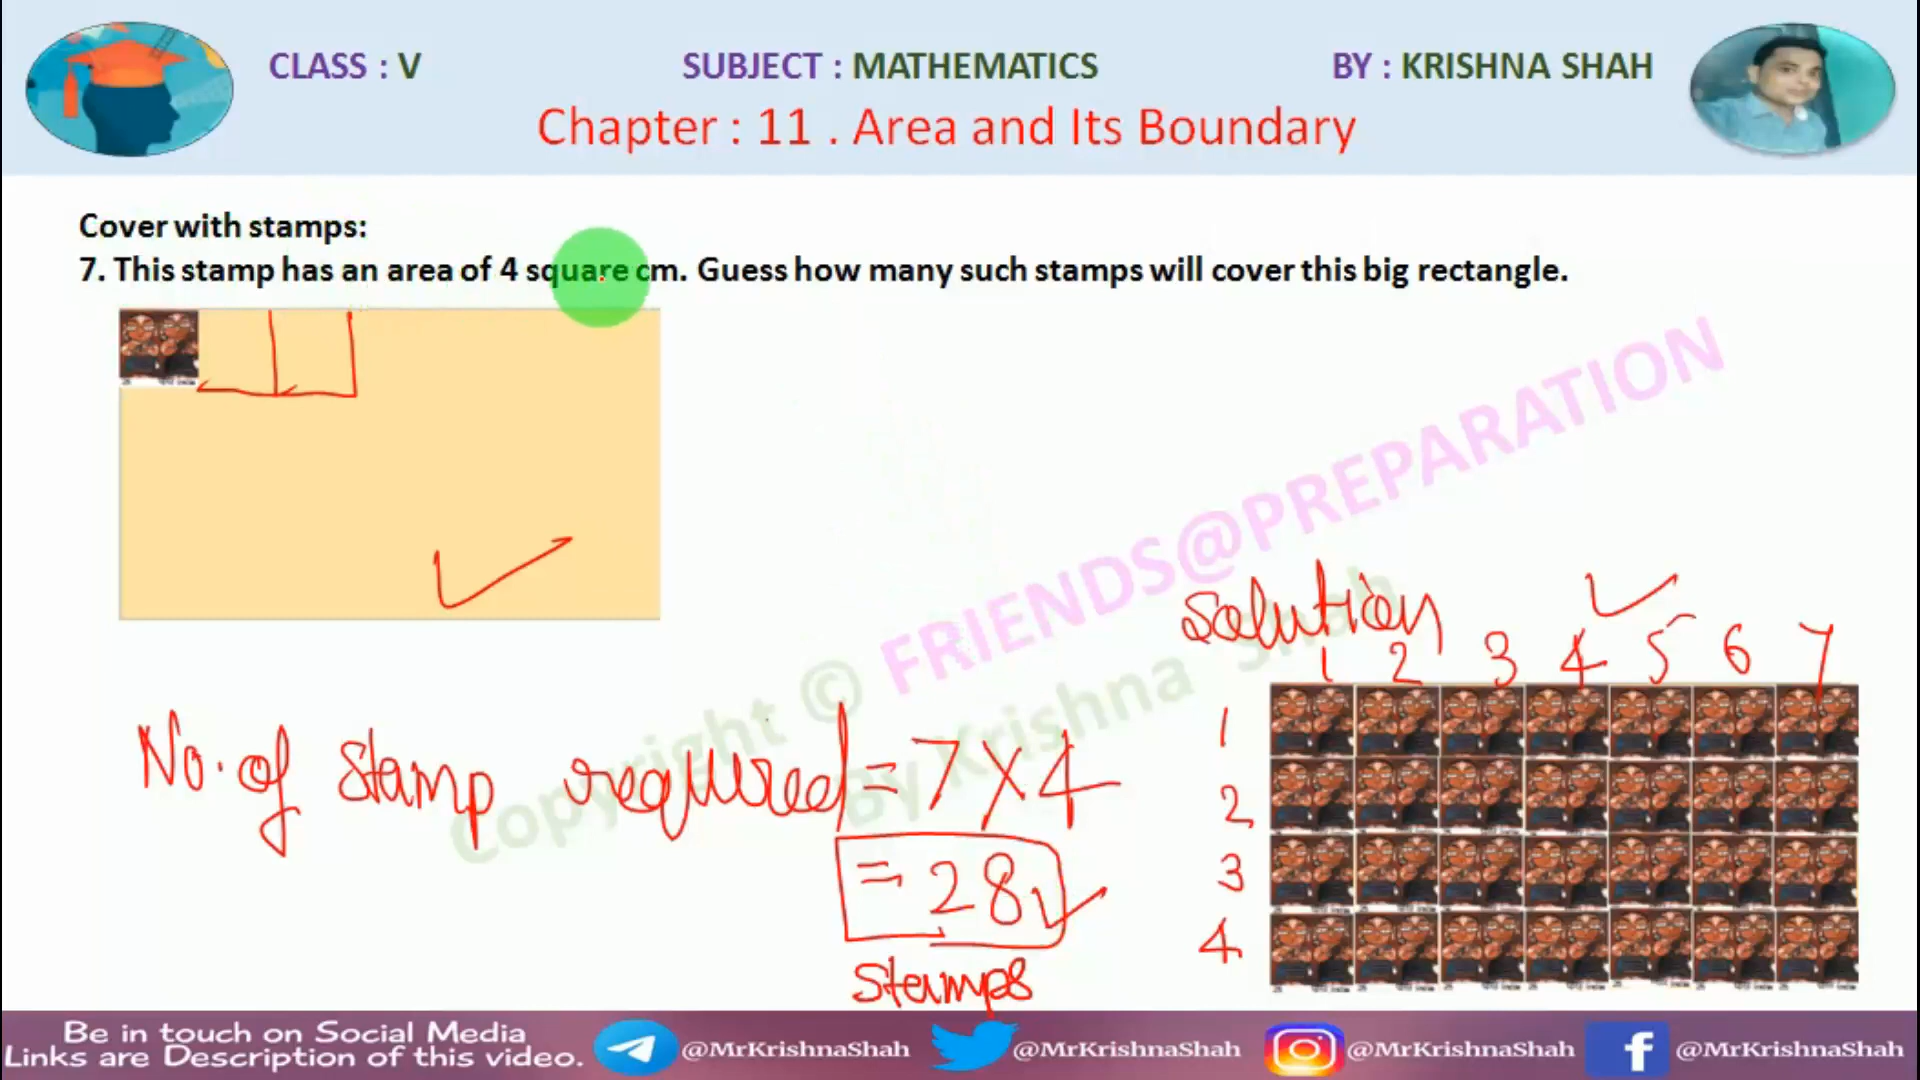 CLASS : V
SUBJECT : MATHEMATICS
BY : KRISHNA SHAH
Chapter : 11 . Area and Its Boundary
Cover with stamps:
7. This stamp has an area of 4 square cm. Guess how many such stamps will cover this big rectangle.
FRIENDS@PREPARATION
Copyright © By Krishna Shah
Solution
1 2 3 4 5 6 7
1
2
3
4
No. of stamp required = 7 X 4
= 28
Stamps
Be in touch on Social Media
Links are Description of this video.
@MrKrishnaShah
@MrKrishnaShah
@MrKrishnaShah
@MrKrishnaShah